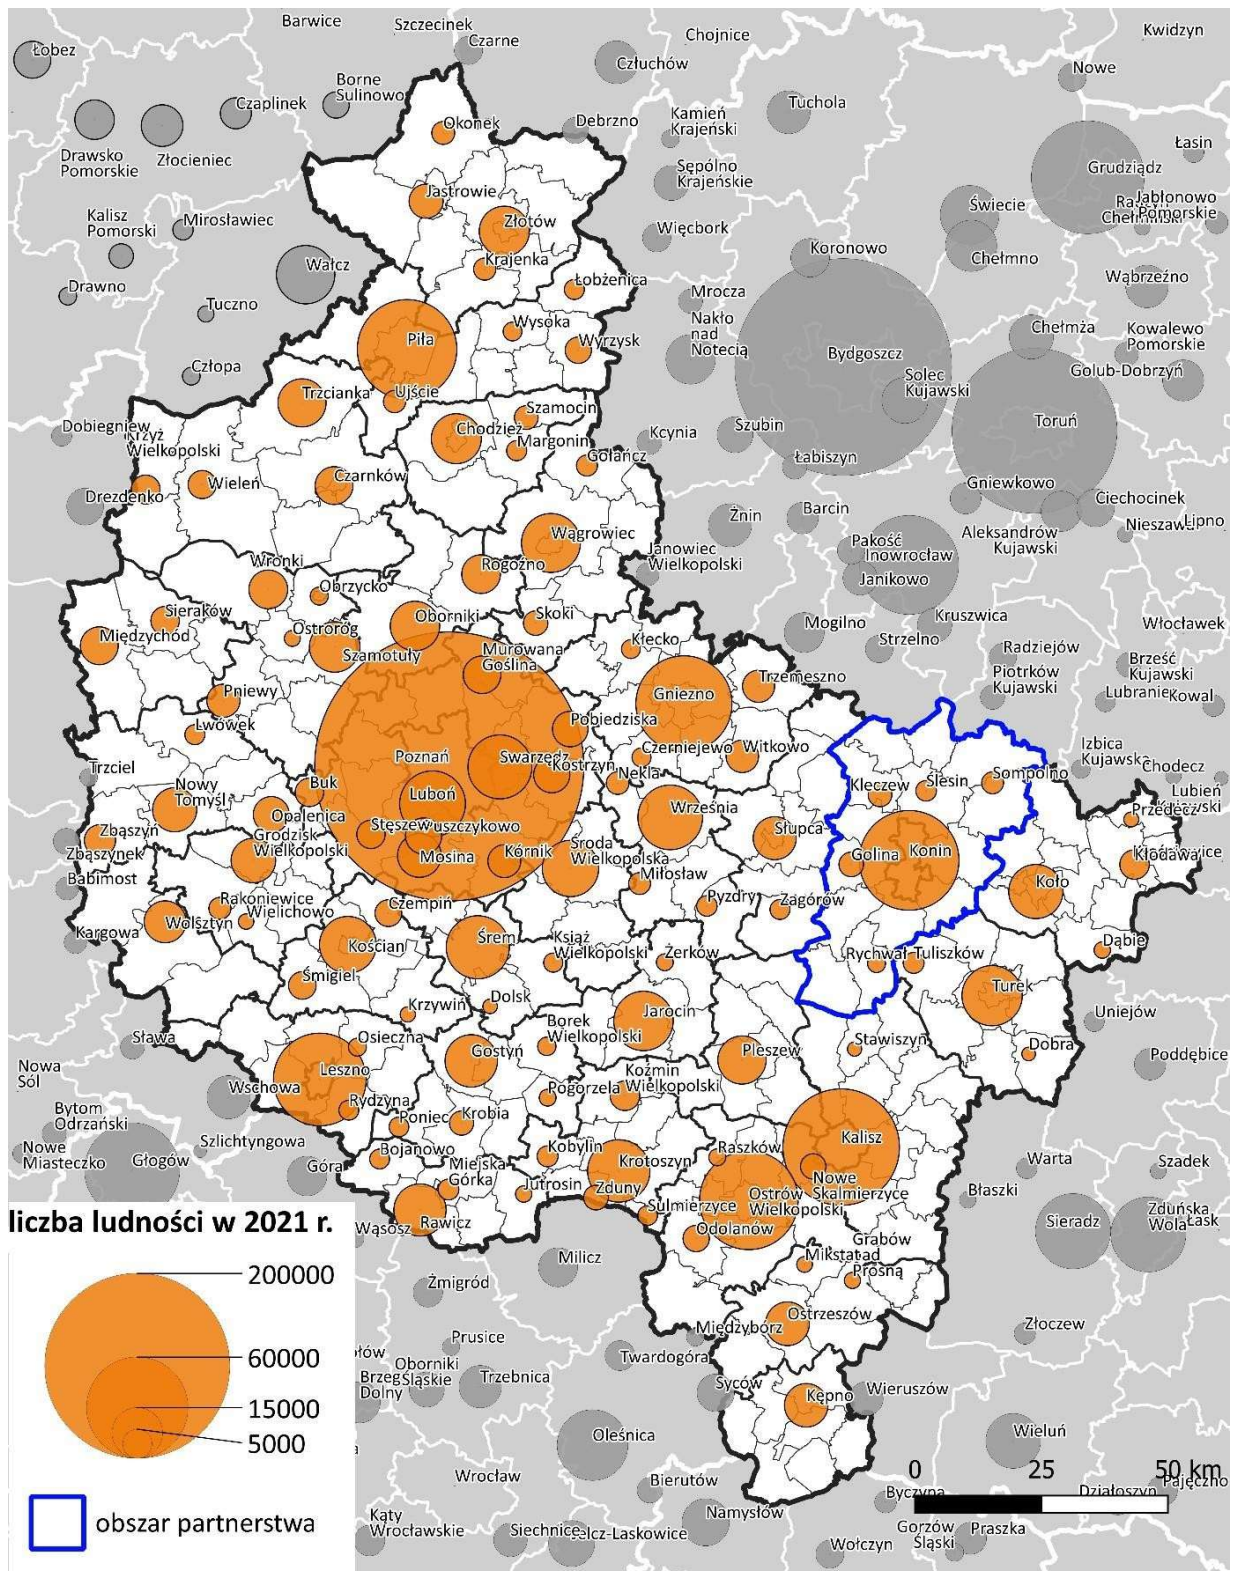 Barwice
Szczecinek
Czarne
Chojnice
Kwidzyn
Łobez
Człuchów
Nowe
Borne
Sulinowo
Czaplinek
Tuchola
Okonek
Debrzno
Kamień
Krajeński
Drawsko
Pomorskie
Złocieniec
Łasin
Grudziądz
Sępólno
Krajeńskie
Jastrowie
Jabłonowo
Pomorskie
Świecie
Kalisz
Pomorski
Mirosławiec
Złotów
Więcbork
Koronowo
Chełmno
Wałcz
Krajenka
Łobżenica
Wąbrzeźno
Drawno
Tuczno
Mrocza
Nakło
nad
Notecią
Wysoka
Piła
Wyrzysk
Chełmża
Kowalewo
Pomorskie
Bydgoszcz
Golub-Dobrzyń
Człopa
Solec
Kujawski
Trzcianka
Ujście
Szamocin
Toruń
Dobiegniew
Krzyż
Wielkopolski
Chodzież
Margonin
Kcynia
Szubin
Gołańcz
Łabiszyn
Drezdenko
Wieleń
Czarnków
Gniewkowo
Ciechocinek
Nieszawa
Lipno
Żnin
Barcin
Aleksandrów
Kujawski
Wągrowiec
Janowiec
Wielkopolski
Pakość
Inowrocław
Janikowo
Wronki
Rogoźno
Obrzycko
Sieraków
Oborniki
Skoki
Mogilno
Kruszwica
Strzelno
Włocławek
Międzychód
Ostroróg
Szamotuły
Kłecko
Radziejów
Murowana
Goślina
Piotrków
Kujawski
Brześć
Kujawski
Lubranie
Kowal
Pniewy
Gniezno
Trzemeszno
Lwówek
Pobiedziska
Czerniejewo
Witkowo
Izbica
Kujawska
Chodecz
Poznań
Swarzędz
Kostrzyn
Nekla
Trzciel
Nowy
Tomyśl
Buk
Luboń
Kleczew
Ślesin
Sompolno
Lubień
Kujawski
Opalenica
Września
Przedecz
Zbąszyń
Stęszew
Puszczykowo
Słupca
Grodzisk
Wielkopolski
Zbąszynek
Mosina
Kórnik
Środa
Wielkopolska
Golina
Konin
Kłodawa
Babimost
Miłosław
Koło
Rakoniewice
Wielichowo
Czempiń
Pyzdry
Zagórów
Kargowa
Wolsztyn
Kościan
Śrem
Książ
Wielkopolski
Żerków
Rychwał
Tuliszków
Dąbie
Śmigiel
Turek
Krzywiń
Dolsk
Jarocin
Uniejów
Sława
Osieczna
Borek
Wielkopolski
Stawiszyn
Dobra
Poddębice
Nowa
Sól
Wschowa
Leszno
Gostyń
Pleszew
Koźmin
Wielkopolski
Pogorzela
Bytom
Odrzański
Rydzyna
Poniec
Krobia
Szlichtyngowa
Nowe
Miasteczko
Głogów
Góra
Bojanowo
Kobylin
Krotoszyn
Raszków
Kalisz
Warta
Szadek
Miejska
Górka
Jutrosin
Zduny
Nowe
Skalmierzyce
Ostrów
Wielkopolski
Błaszki
Sulmierzyce
Sieradz
Zduńska
Wola
Łask
Wąsosz
Rawicz
Odolanów
Grabów
nad
Prosną
Mikstat
Milicz
Żmigród
Ostrzeszów
Międzybórz
Złoczew
Prusice
Twardogóra
Brzeg
Dolny
Oborniki
Śląskie
Trzebnica
Syców
Kępno
Wieruszów
Oleśnica
Wieluń
Wrocław
Bierutów
Byczyna
Działoszyn
Pajęczno
Kąty
Wrocławskie
Siechnice
Namysłów
Gorzów
Śląski
Praszka
Wołczyn
liczba ludności w 2021 r.
200000
60000
15000
5000
obszar partnerstwa
0 25 50 km